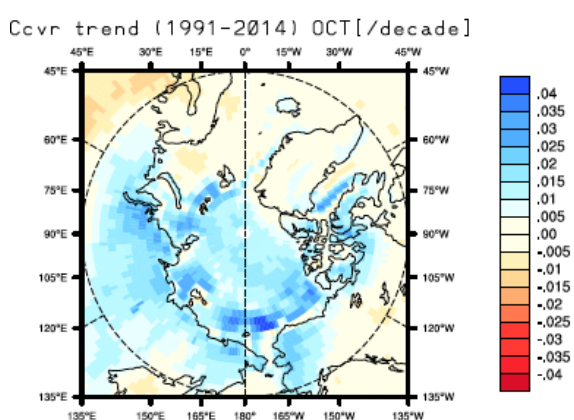 Ccvr trend (1991-2014) OCT[/decade]
45°E 30°E 15°E 0° 15°W 30°W 45°W
45°E 45°W
60°E 60°W
75°E 75°W
90°E 90°W
105°E 105°W
120°E 120°W
135°E 135°W
135°E 150°E 165°E 180° 165°W 150°W 135°W
.04
.035
.03
.025
.02
.015
.01
.005
.00
-.005
-.01
-.015
-.02
-.025
-.03
-.035
-.04